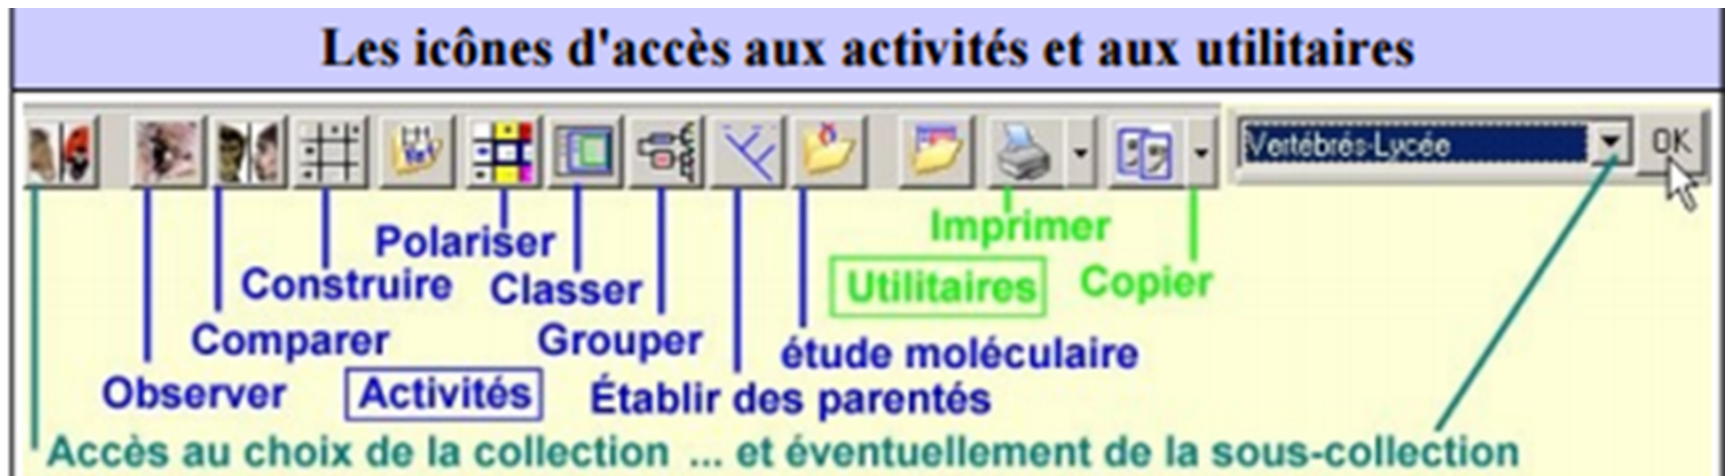 Les icônes d'accès aux activités et aux utilitaires
Vertébrés-Lycée
OK
Imprimer
Polariser
Utilitaires
Copier
Construire
Classer
Comparer
Grouper
étude moléculaire
Observer
Activités
Établir des parentés
Accès au choix de la collection ... et éventuellement de la sous-collection